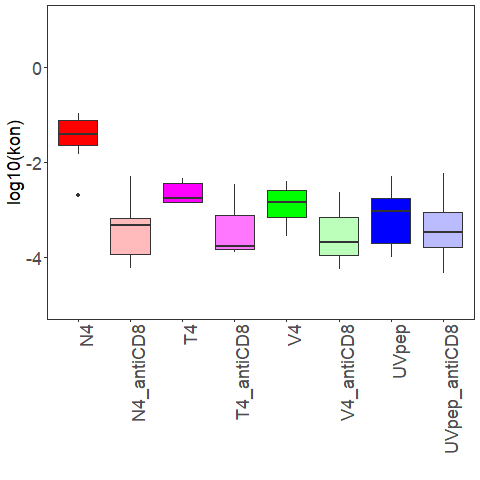 log10(kon)
0
-2
-4
N4
N4_antiCD8
T4
T4_antiCD8
V4
V4_antiCD8
UVpep
UVpep_antiCD8